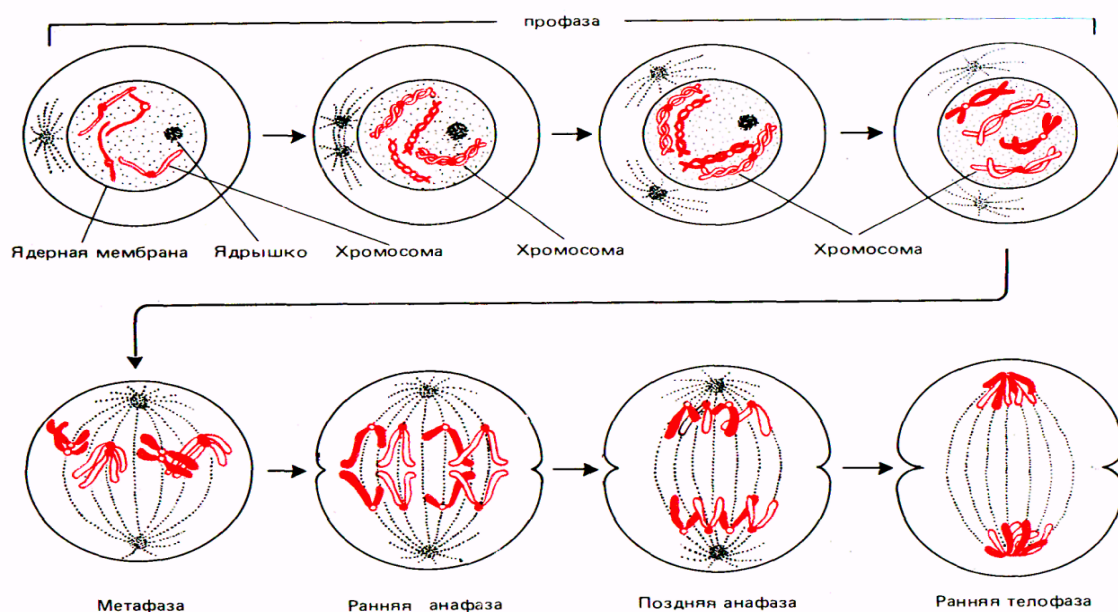 профаза
Ядерная мембрана
Ядрышко
Хромосома
Хромосома
Хромосома
Метафаза
Ранняя анафаза
Поздняя анафаза
Ранняя телофаза